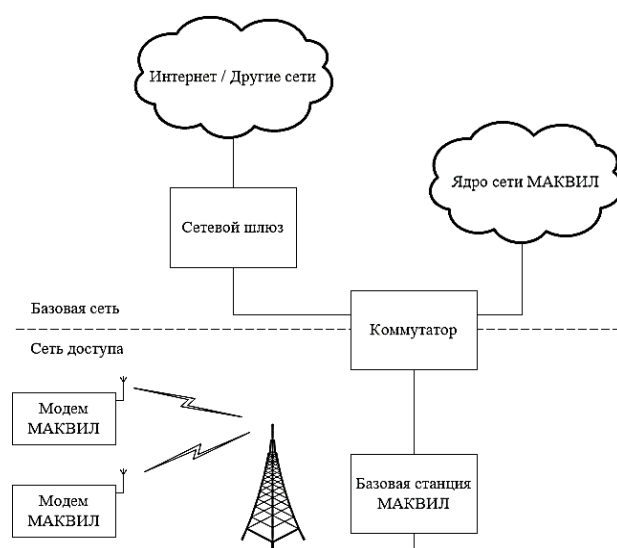 Интернет / Другие сети
Ядро сети МАКВИЛ
Сетевой шлюз
Базовая сеть
Коммутатор
Сеть доступа
Модем
МАКВИЛ
Модем
МАКВИЛ
Базовая станция
МАКВИЛ